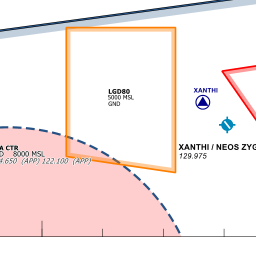 XANTHI
LGD80
5000 MSL
GND
XANTHI / NEOS ZYG
129.975
A CTR
8000 MSL
.650 (APP) 122.100 (APP)